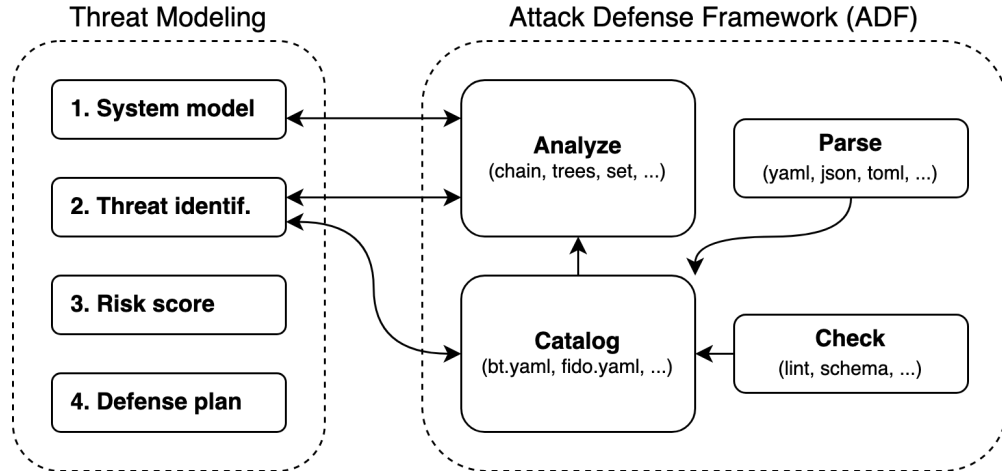 Threat Modeling
1. System model
2. Threat identif.
3. Risk score
4. Defense plan
Attack Defense Framework (ADF)
Analyze
(chain, trees, set, ...)
Parse
(yaml, json, toml, ...)
Catalog
(bt.yaml, fido.yaml, ...)
Check
(lint, schema, ...)